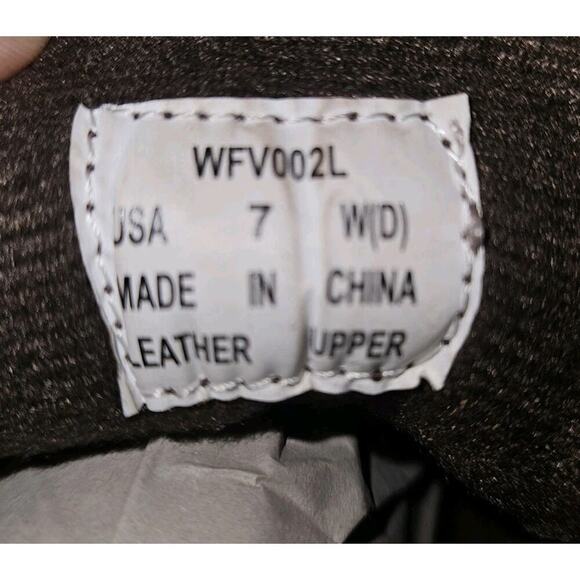 WFV002L
USA 7 W(D)
MADE IN CHINA
LEATHER UPPER